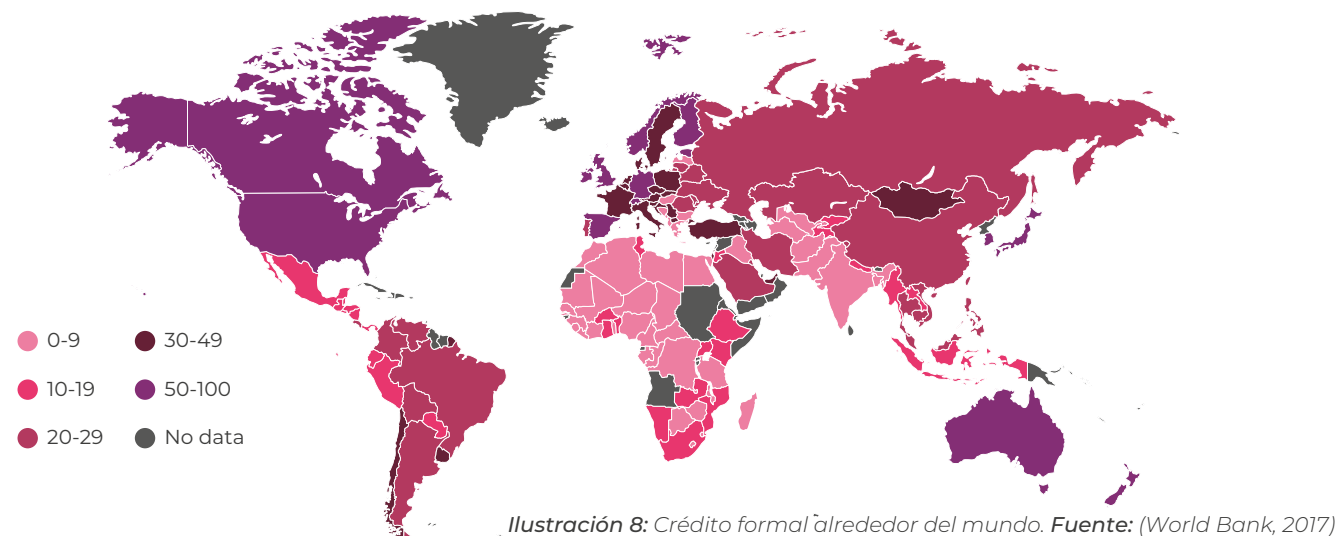 0-9
30-49
10-19
50-100
20-29
No data
Ilustración 8: Crédito formal alrededor del mundo. Fuente: (World Bank, 2017)